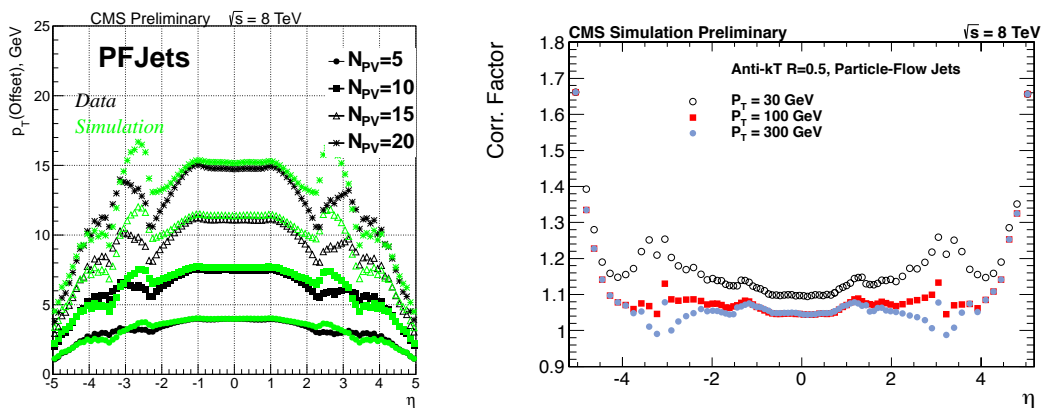 CMS Preliminary √s = 8 TeV
PFJets
N_PV=5
N_PV=10
N_PV=15
N_PV=20
Data
Simulation
p_T(Offset), GeV
25
20
15
10
5
0
-5 -4 -3 -2 -1 0 1 2 3 4 5
η
CMS Simulation Preliminary √s = 8 TeV
Anti-kT R=0.5, Particle-Flow Jets
P_T = 30 GeV
P_T = 100 GeV
P_T = 300 GeV
Corr. Factor
1.8
1.7
1.6
1.5
1.4
1.3
1.2
1.1
1
0.9
-4 -2 0 2 4
η